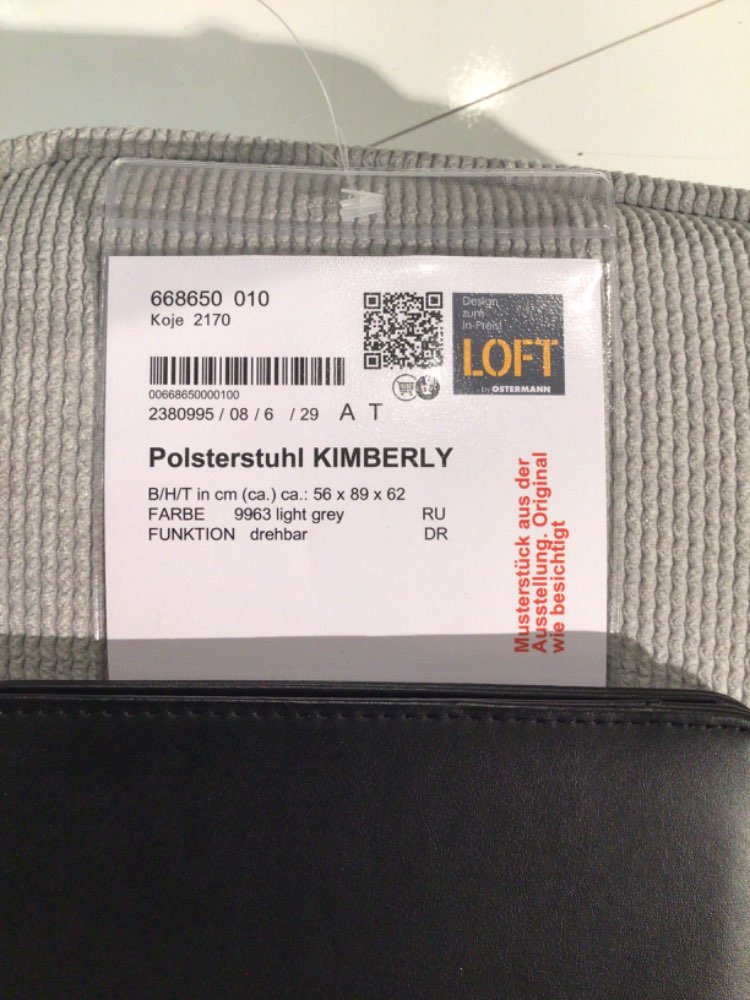 668650 010
Koje 2170
00668650000100
2380995 / 08 / 6 / 29 A T
Design
zum
In-Preis!
LOFT
by OSTERMANN
Polsterstuhl KIMBERLY
B/H/T in cm (ca.) ca.: 56 x 89 x 62
FARBE 9963 light grey RU
FUNKTION drehbar DR
Musterstück aus der
Ausstellung. Original
wie besichtigt